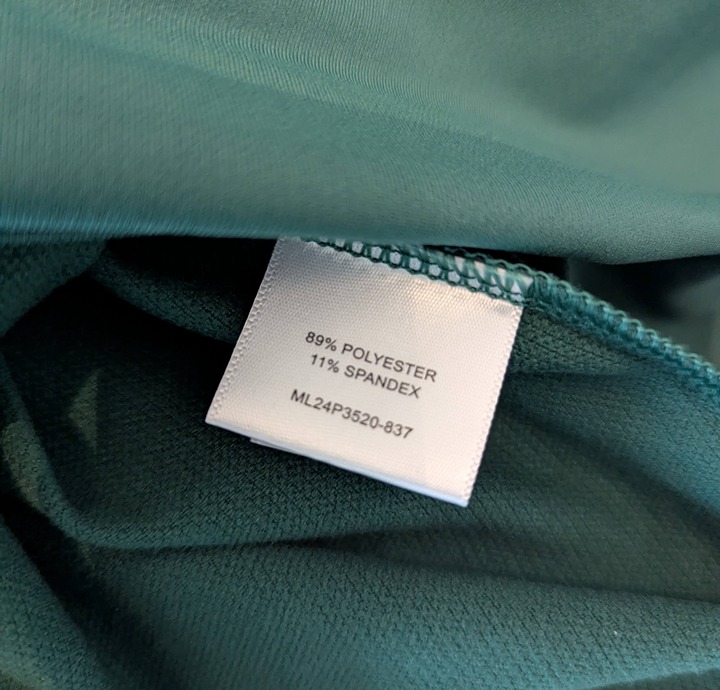 89% POLYESTER
11% SPANDEX
ML24P3520-837